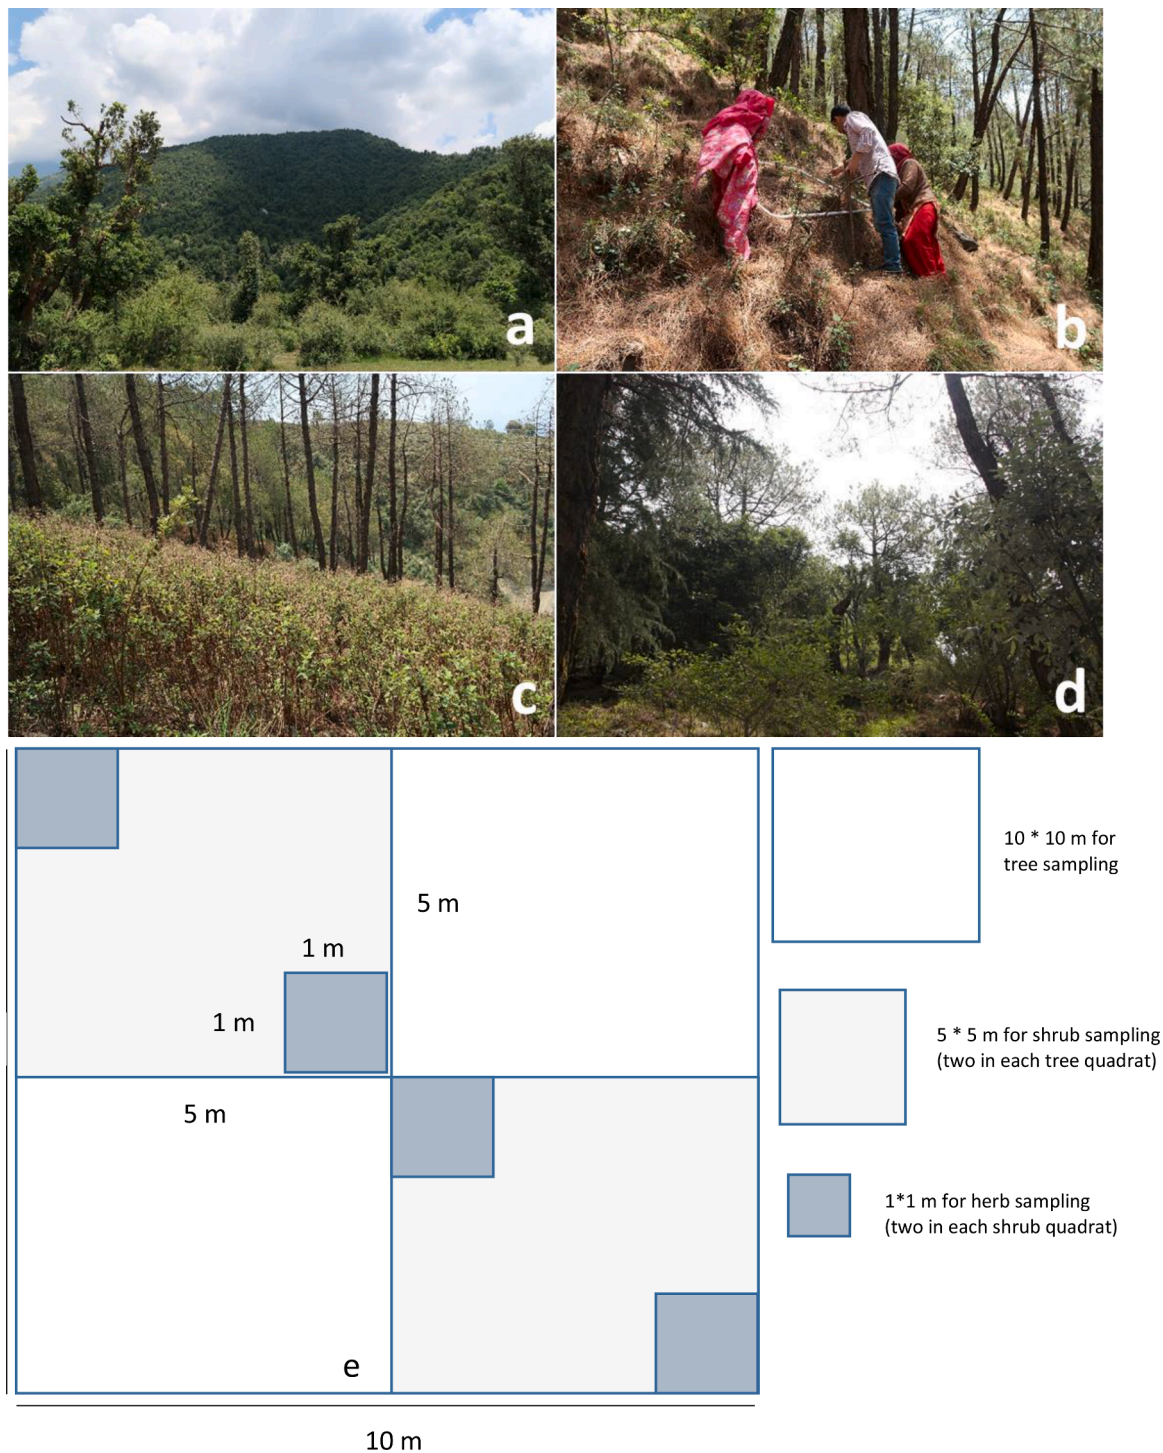 a
b
c
d
10 * 10 m for
tree sampling
5 m
1 m
1 m
5 * 5 m for shrub sampling
(two in each tree quadrat)
5 m
1*1 m for herb sampling
(two in each shrub quadrat)
e
10 m